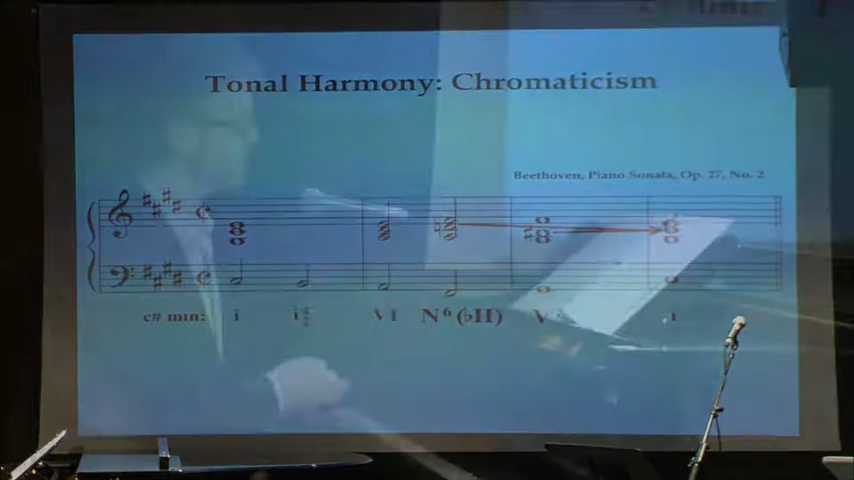 Tonal Harmony: Chromaticism
Beethoven, Piano Sonata, Op. 27, No. 2
c# min: i i VI N⁶(♭II) V i